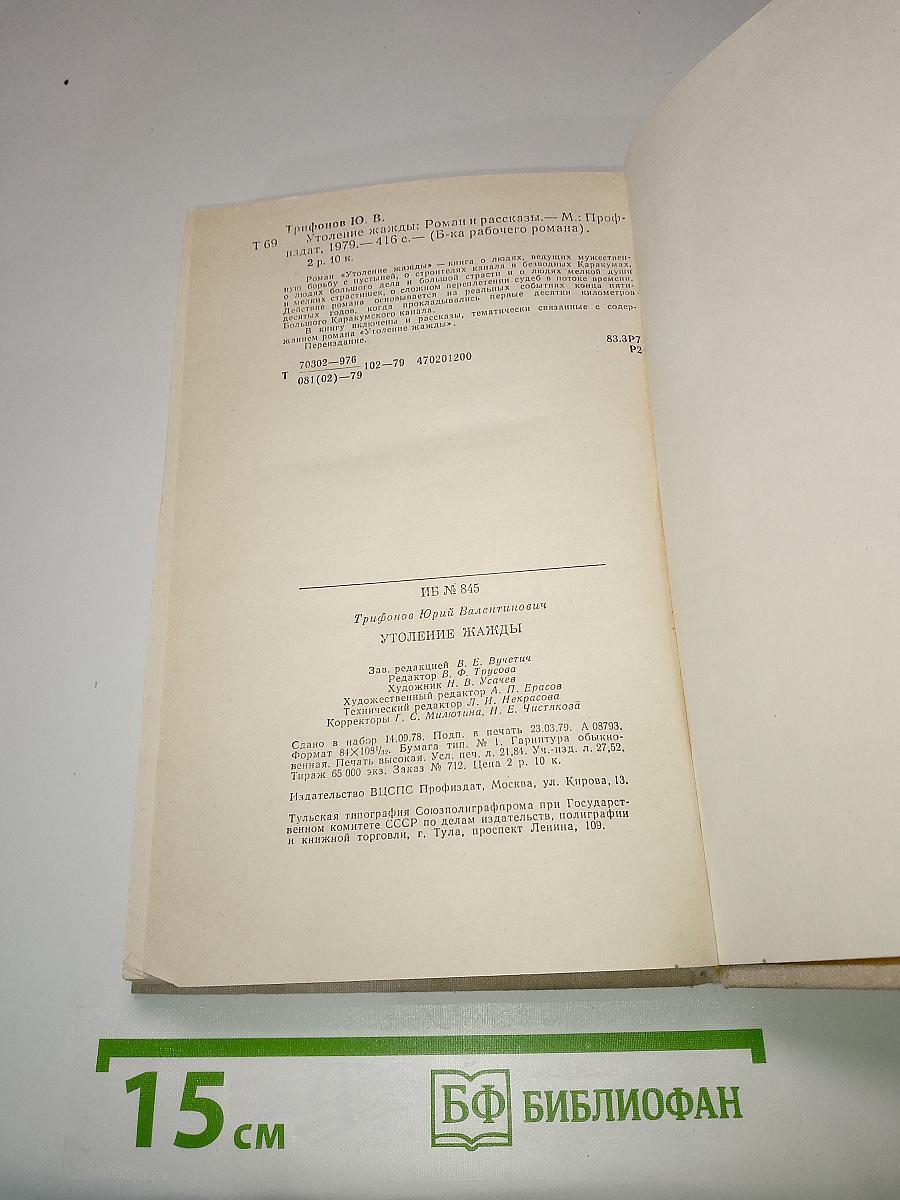 Трифонов Ю. В.
Т 69 Утоление жажды: Роман и рассказы.— М.: Проф-
издат, 1979.— 416 с.— (Б-ка рабочего романа).
2 р. 10 к.
Роман «Утоление жажды» — книга о людях, ведущих мужествен-
ную борьбу с пустыней, о строителях канала в безводных Каракумах,
о людях большого дела и большой страсти и о людях мелкой души
и мелких страстишек, о сложном переплетении судеб в потоке времени.
Действие романа основывается на реальных событиях конца пяти-
десятых годов, когда прокладывались первые десятки километров
Большого Каракумского канала.
В книгу включены и рассказы, тематически связанные с содер-
жанием романа «Утоление жажды».
Переиздание.
Т 70302—976
081(02)—79 102—79 470201200
83.3Р7
Р2
ИБ № 845
Трифонов Юрий Валентинович
УТОЛЕНИЕ ЖАЖДЫ
Зав. редакцией В. Е. Вучетич
Редактор В. Ф. Трусова
Художник Н. В. Усачев
Художественный редактор А. П. Ерасов
Технический редактор Л. И. Некрасова
Корректоры Г. С. Милютина, Н. Е. Чистякова
Сдано в набор 14.09.78. Подп. в печать 23.03.79. А 08793.
Формат 84×108¹/₃₂. Бумага тип. № 1. Гарнитура обыкно-
венная. Печать высокая. Усл. печ. л. 21,84. Уч.-изд. л. 27,52.
Тираж 65 000 экз. Заказ № 712. Цена 2 р. 10 к.
Издательство ВЦСПС Профиздат, Москва, ул. Кирова, 13.
Тульская типография Союзполиграфпрома при Государст-
венном комитете СССР по делам издательств, полиграфии
и книжной торговли, г. Тула, проспект Ленина, 109.
15 см
БФ БИБЛИОФАН